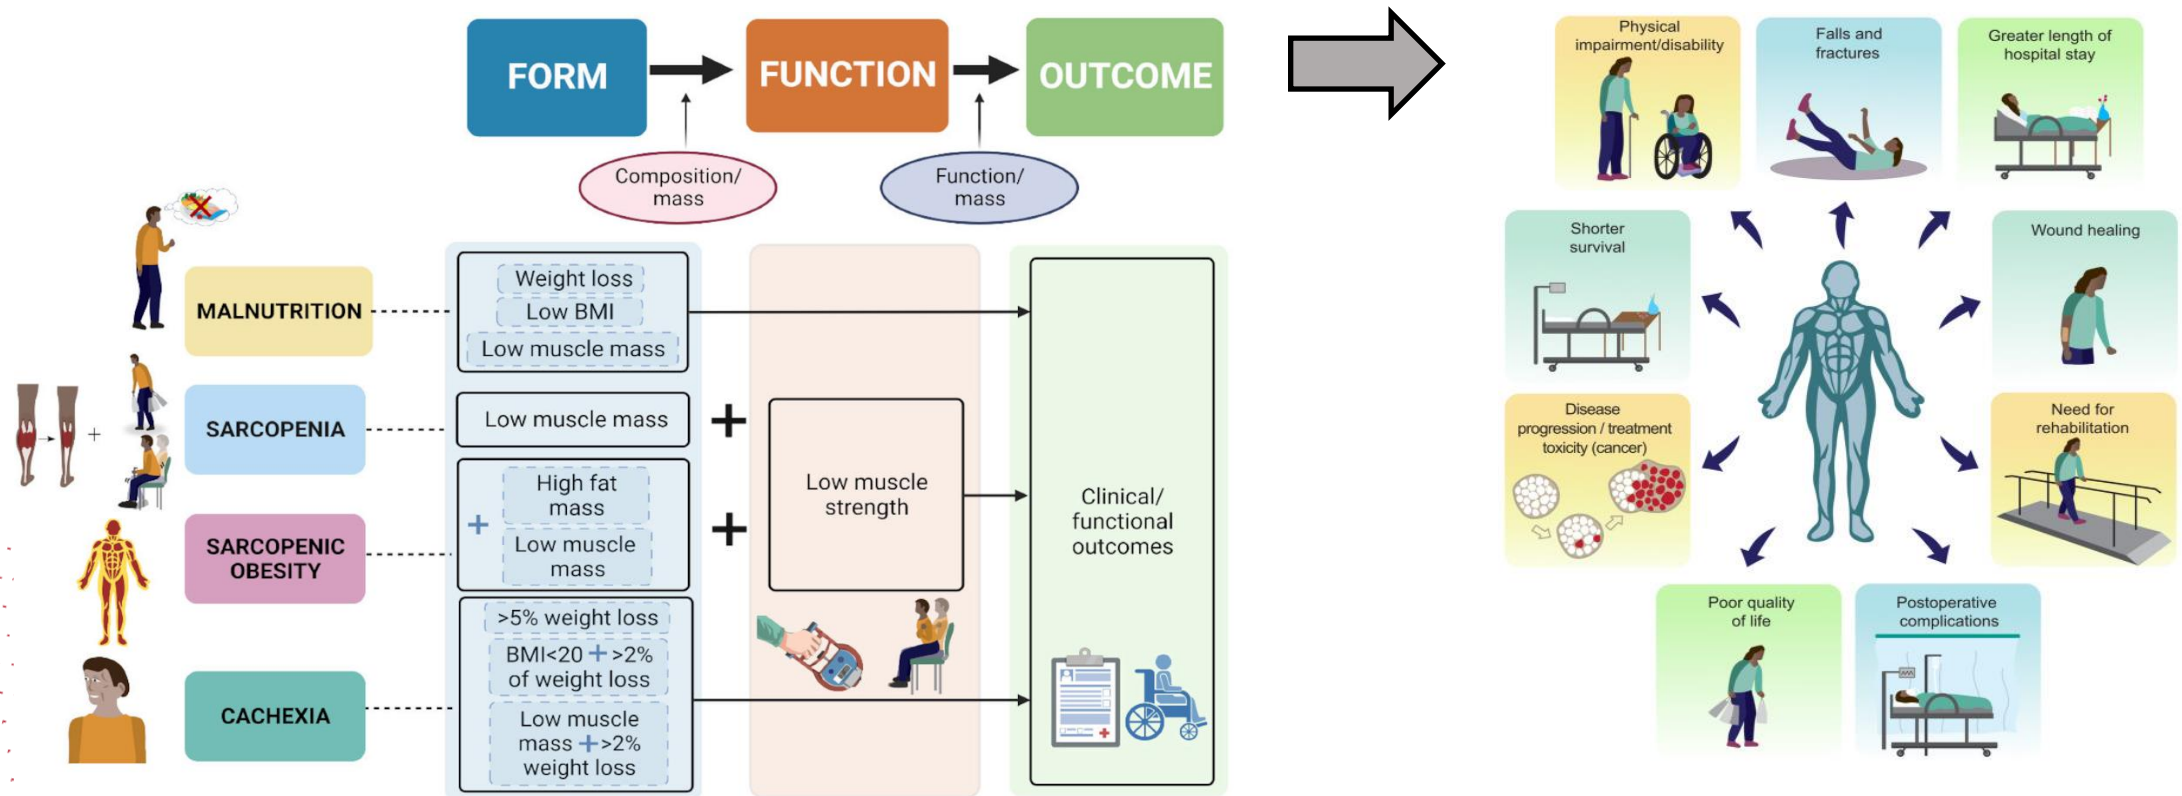 FORM
FUNCTION
OUTCOME
Composition/
mass
Function/
mass
MALNUTRITION
Weight loss
Low BMI
Low muscle mass
SARCOPENIA
+
Low muscle mass
+
SARCOPENIC
OBESITY
+
High fat
mass
Low muscle
mass
+
Low muscle
strength
Clinical/
functional
outcomes
CACHEXIA
>5% weight loss
BMI<20 + >2%
of weight loss
Low muscle
mass + >2%
weight loss
Physical
impairment/disability
Falls and
fractures
Greater length of
hospital stay
Shorter
survival
Wound healing
Disease
progression / treatment
toxicity (cancer)
Need for
rehabilitation
Poor quality
of life
Postoperative
complications